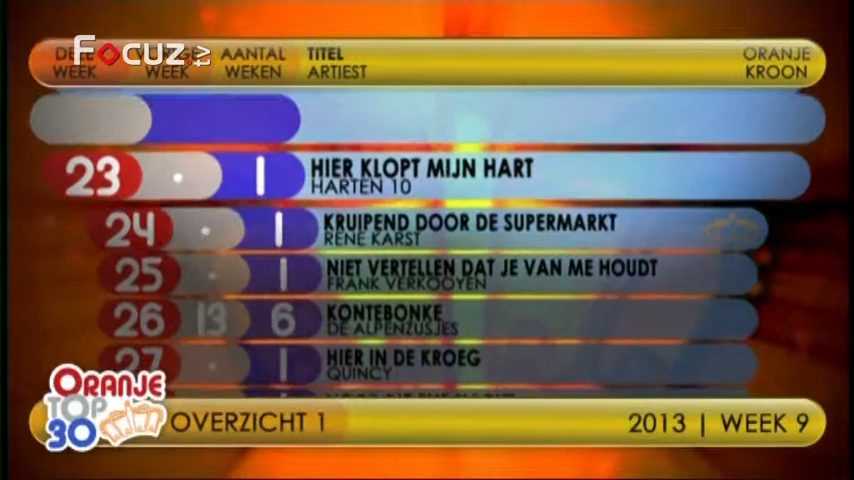 FOCUZ.TV
DEZE WEEK
WEEK
AANTAL WEKEN
TITEL
ARTIEST
ORANJE KROON
23 · 1 HIER KLOPT MIJN HART
HARTEN 10
24 · 1 KRUIPEND DOOR DE SUPERMARKT
RENE KARST
25 · 1 NIET VERTELLEN DAT JE VAN ME HOUDT
FRANK VERKOOYEN
26 13 6 KONTEBONKE
DE ALPENZUSJES
27 · 1 HIER IN DE KROEG
QUINCY
ORANJE
TOP
30
OVERZICHT 1
2013 | WEEK 9